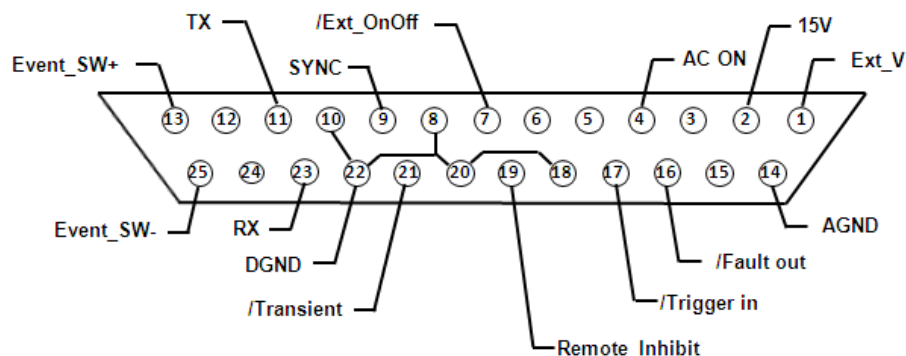 TX
/Ext_OnOff
15V
Event_SW+
SYNC
AC ON
Ext_V
13 12 11 10 9 8 7 6 5 4 3 2 1
25 24 23 22 21 20 19 18 17 16 15 14
Event_SW-
RX
DGND
AGND
/Fault out
/Transient
/Trigger in
Remote Inhibit